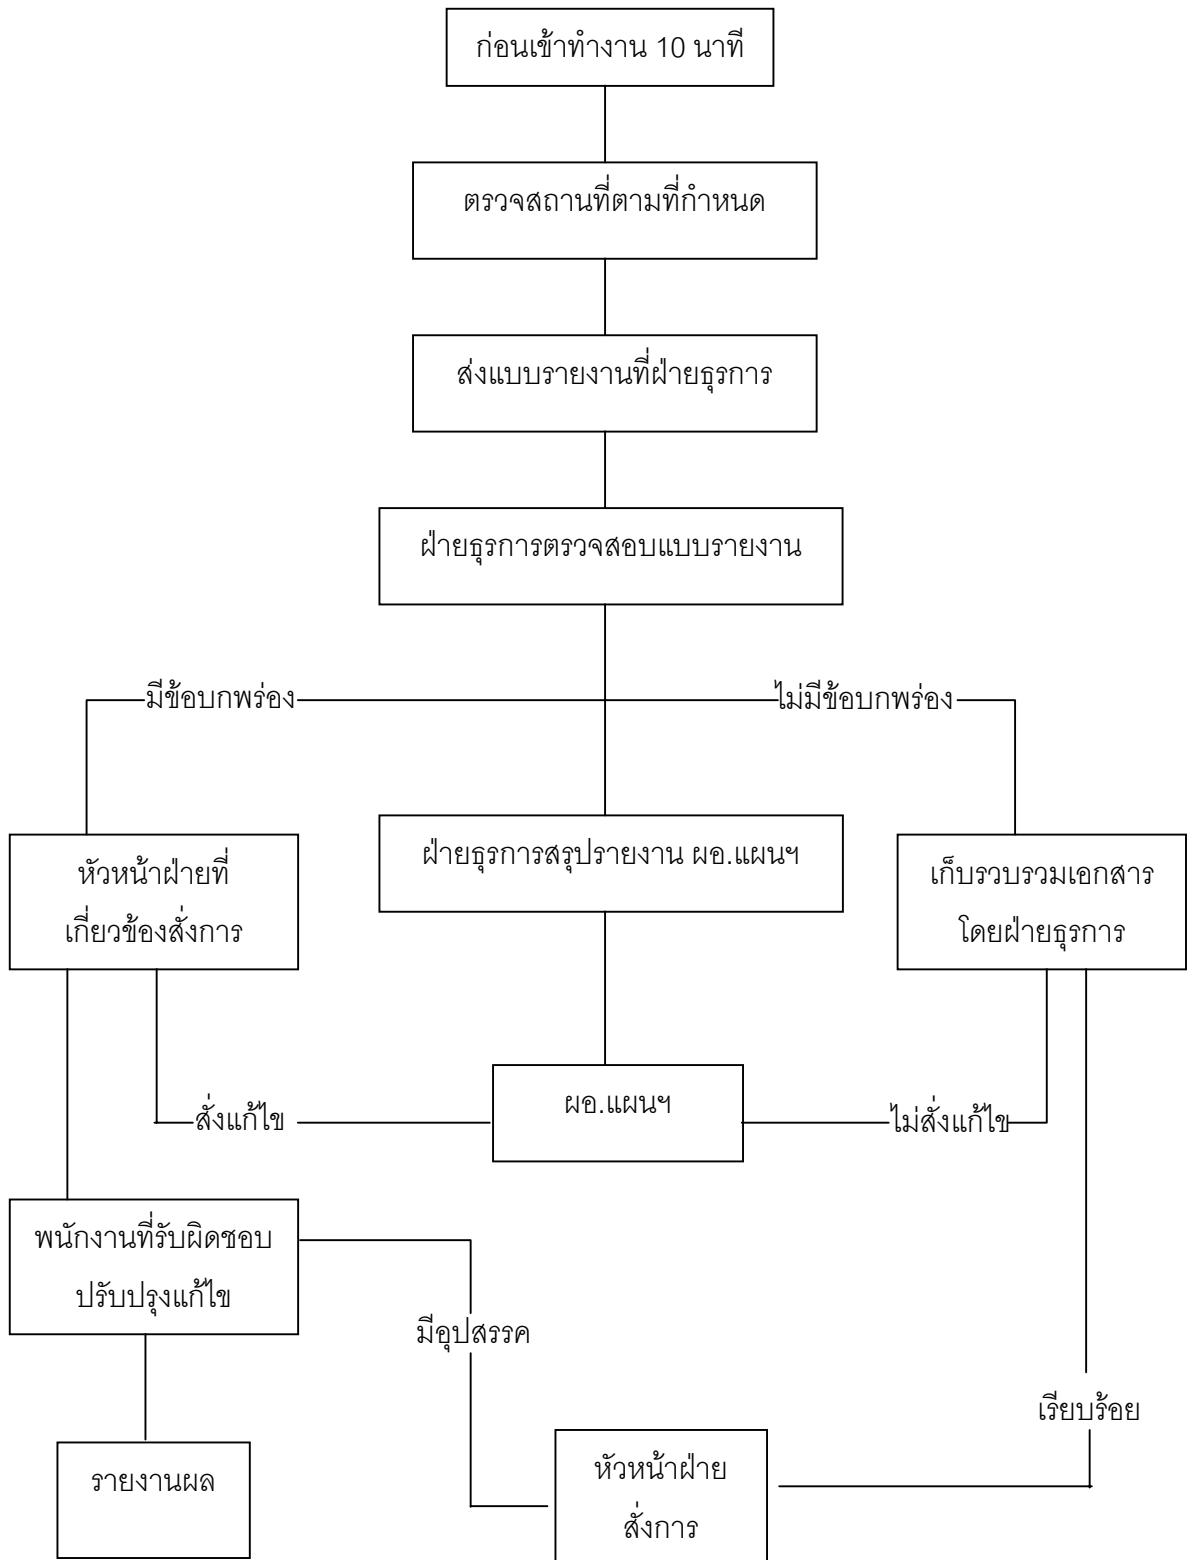 ก่อนเข้าทำงาน 10 นาที
ตรวจสถานที่ตามที่กำหนด
ส่งแบบรายงานที่ฝ่ายธุรการ
ฝ่ายธุรการตรวจสอบแบบรายงาน
มีข้อบกพร่อง
ไม่มีข้อบกพร่อง
หัวหน้าฝ่ายที่
เกี่ยวข้องสั่งการ
ฝ่ายธุรการสรุปรายงาน ผอ.แผนฯ
เก็บรวบรวมเอกสาร
โดยฝ่ายธุรการ
สั่งแก้ไข
ผอ.แผนฯ
ไม่สั่งแก้ไข
พนักงานที่รับผิดชอบ
ปรับปรุงแก้ไข
มีอุปสรรค
เรียบร้อย
รายงานผล
หัวหน้าฝ่าย
สั่งการ